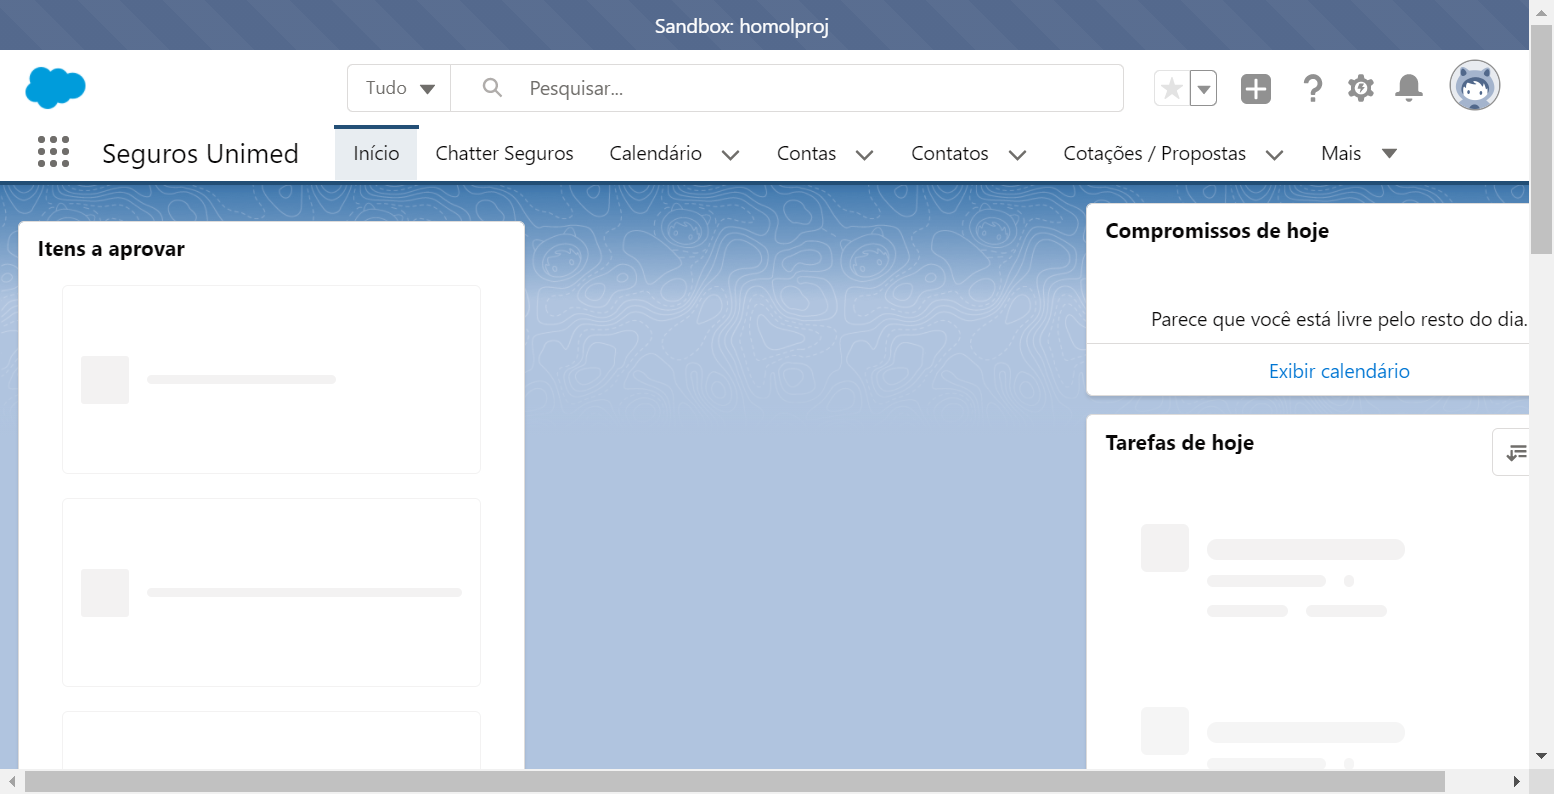 Sandbox: homolproj
Tudo
Pesquisar...
Seguros Unimed
Início
Chatter Seguros
Calendário
Contas
Contatos
Cotações / Propostas
Mais
Itens a aprovar
Compromissos de hoje
Parece que você está livre pelo resto do dia.
Exibir calendário
Tarefas de hoje